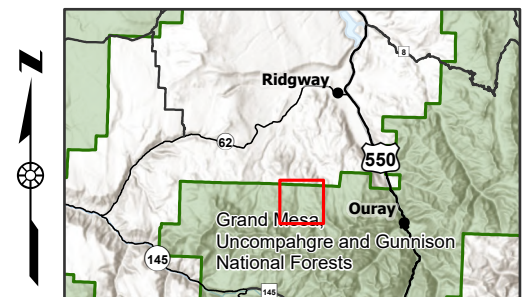 N
8
Ridgway
62
550
Ouray
Grand Mesa,
Uncompahgre and Gunnison
National Forests
145
145